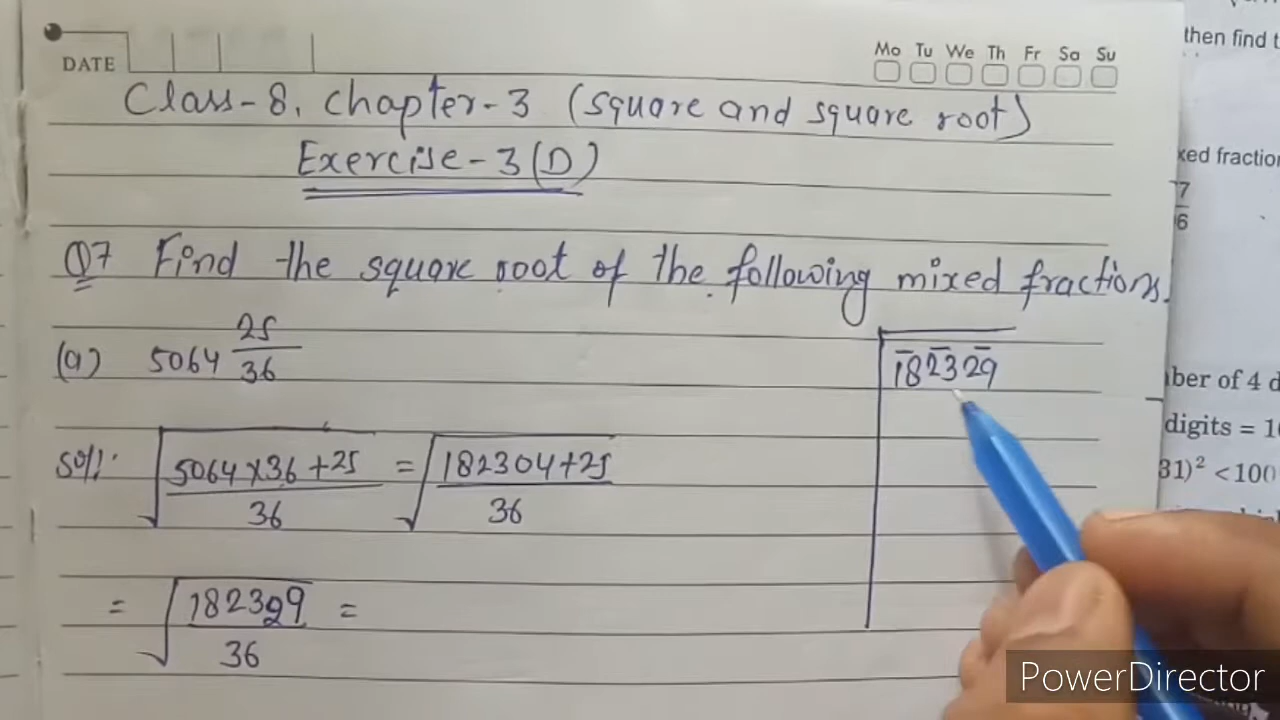 DATE
Mo Tu We Th Fr Sa Su
Class-8, Chapter-3 (square and square root)
Exercise-3(D)
Q7 Find the square root of the following mixed fractions.
(a) 5064 25/36
182329
Soln: √(5064×36+25)/36 = √(182304+25)/36
= √182329/36 =
then find t
xed fraction
7
6
ber of 4 d
digits = 1
31)² < 100
PowerDirector